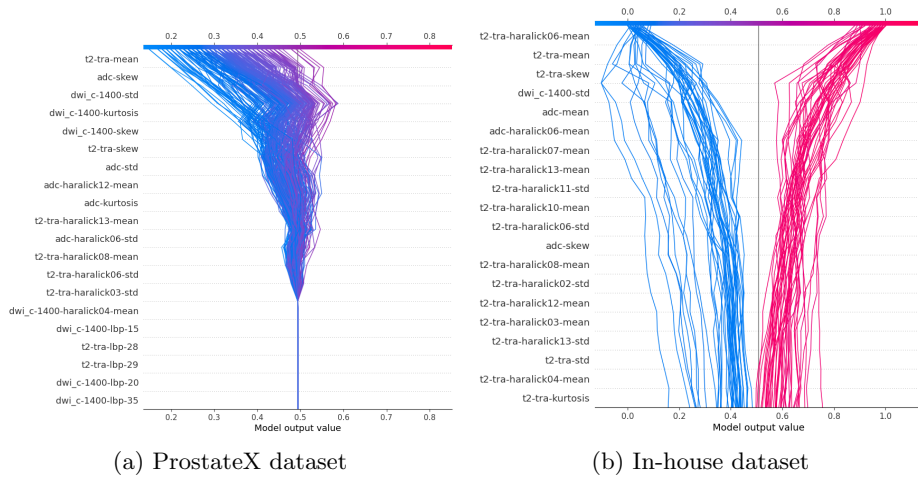 0.2 0.3 0.4 0.5 0.6 0.7 0.8
t2-tra-mean
adc-skew
dwi_c-1400-std
dwi_c-1400-kurtosis
dwi_c-1400-skew
t2-tra-skew
adc-std
adc-haralick12-mean
adc-kurtosis
t2-tra-haralick13-mean
adc-haralick06-std
t2-tra-haralick08-mean
t2-tra-haralick06-std
t2-tra-haralick03-std
dwi_c-1400-haralick04-mean
dwi_c-1400-lbp-15
t2-tra-lbp-28
t2-tra-lbp-29
dwi_c-1400-lbp-20
dwi_c-1400-lbp-35
0.2 0.3 0.4 0.5 0.6 0.7 0.8
Model output value
(a) ProstateX dataset
0.0 0.2 0.4 0.6 0.8 1.0
t2-tra-haralick06-mean
t2-tra-mean
t2-tra-skew
dwi_c-1400-std
adc-mean
adc-haralick06-mean
t2-tra-haralick07-mean
t2-tra-haralick13-mean
t2-tra-haralick11-std
t2-tra-haralick10-mean
t2-tra-haralick06-std
adc-skew
t2-tra-haralick08-mean
t2-tra-haralick02-std
t2-tra-haralick12-mean
t2-tra-haralick03-mean
t2-tra-haralick13-std
t2-tra-std
t2-tra-haralick04-mean
t2-tra-kurtosis
0.0 0.2 0.4 0.6 0.8 1.0
Model output value
(b) In-house dataset